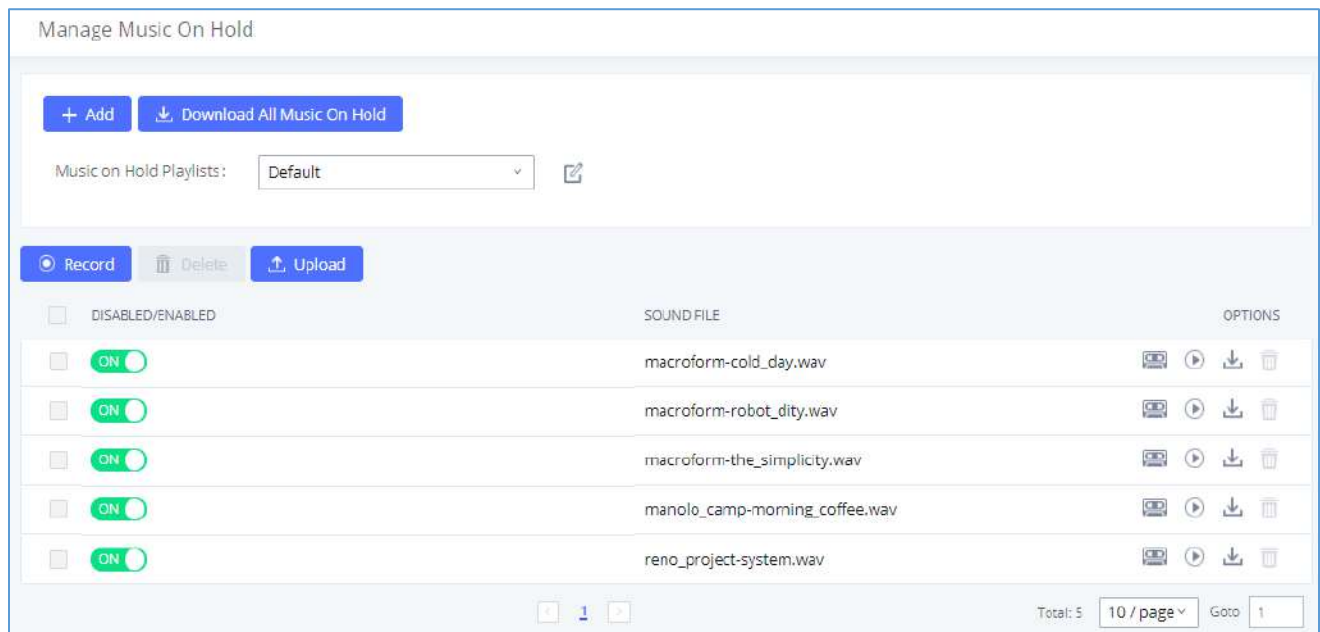 Manage Music On Hold
+ Add Download All Music On Hold
Music on Hold Playlists: Default
Record Delete Upload
DISABLED/ENABLED SOUND FILE OPTIONS
ON macroform-cold_day.wav
ON macroform-robot_dity.wav
ON macroform-the_simplicity.wav
ON manolo_camp-morning_coffee.wav
ON reno_project-system.wav
< 1 > Total: 5 10 / page Goto 1